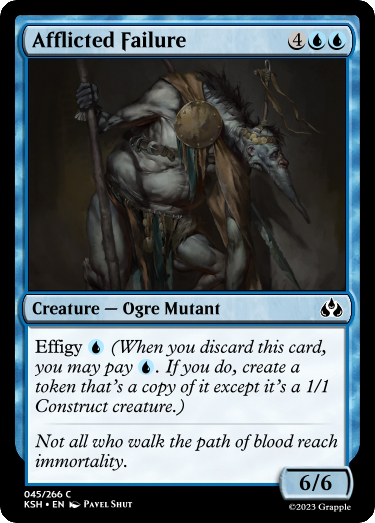 Afflicted Failure 4
Creature — Ogre Mutant
Effigy (When you discard this card,
you may pay . If you do, create a
token that's a copy of it except it's a 1/1
Construct creature.)
Not all who walk the path of blood reach
immortality.
6/6
045/266 C
KSH • EN Pavel Shut
©2023 Grapple